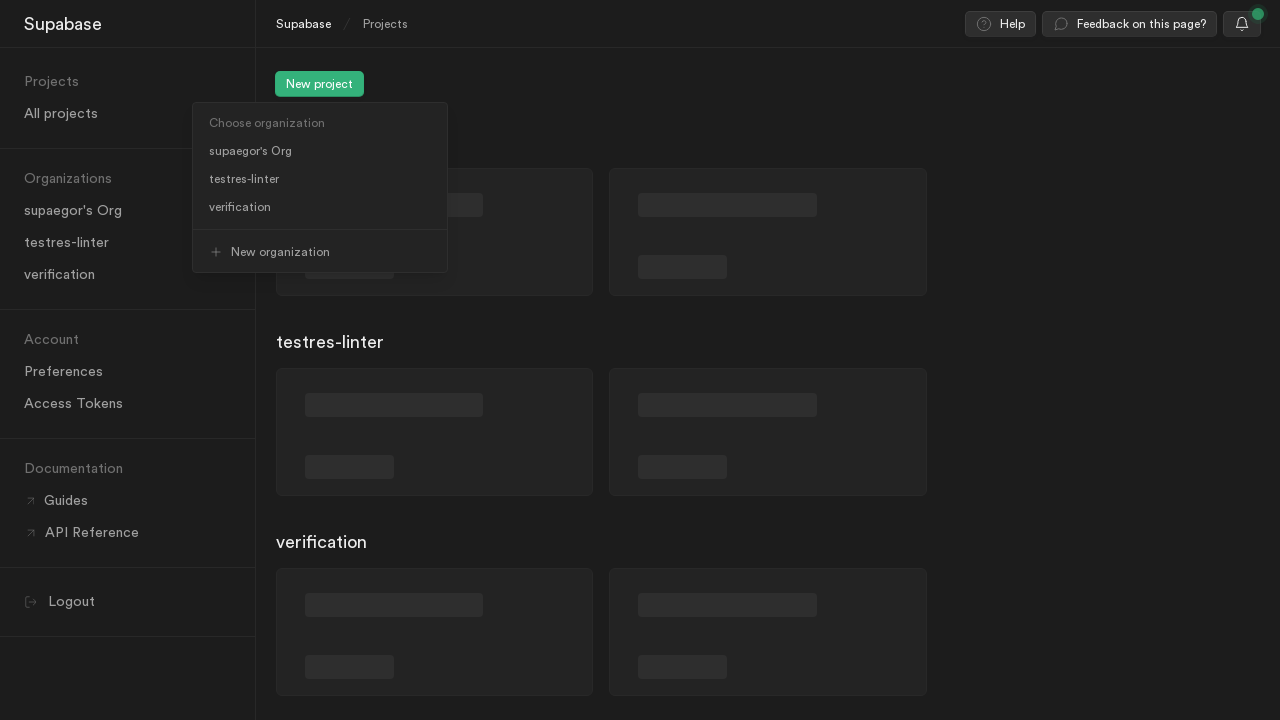 Supabase
Projects
All projects
Organizations
supaegor's Org
testres-linter
verification
Account
Preferences
Access Tokens
Documentation
Guides
API Reference
Logout
Supabase / Projects
Help
Feedback on this page?
New project
Choose organization
supaegor's Org
testres-linter
verification
New organization
testres-linter
verification